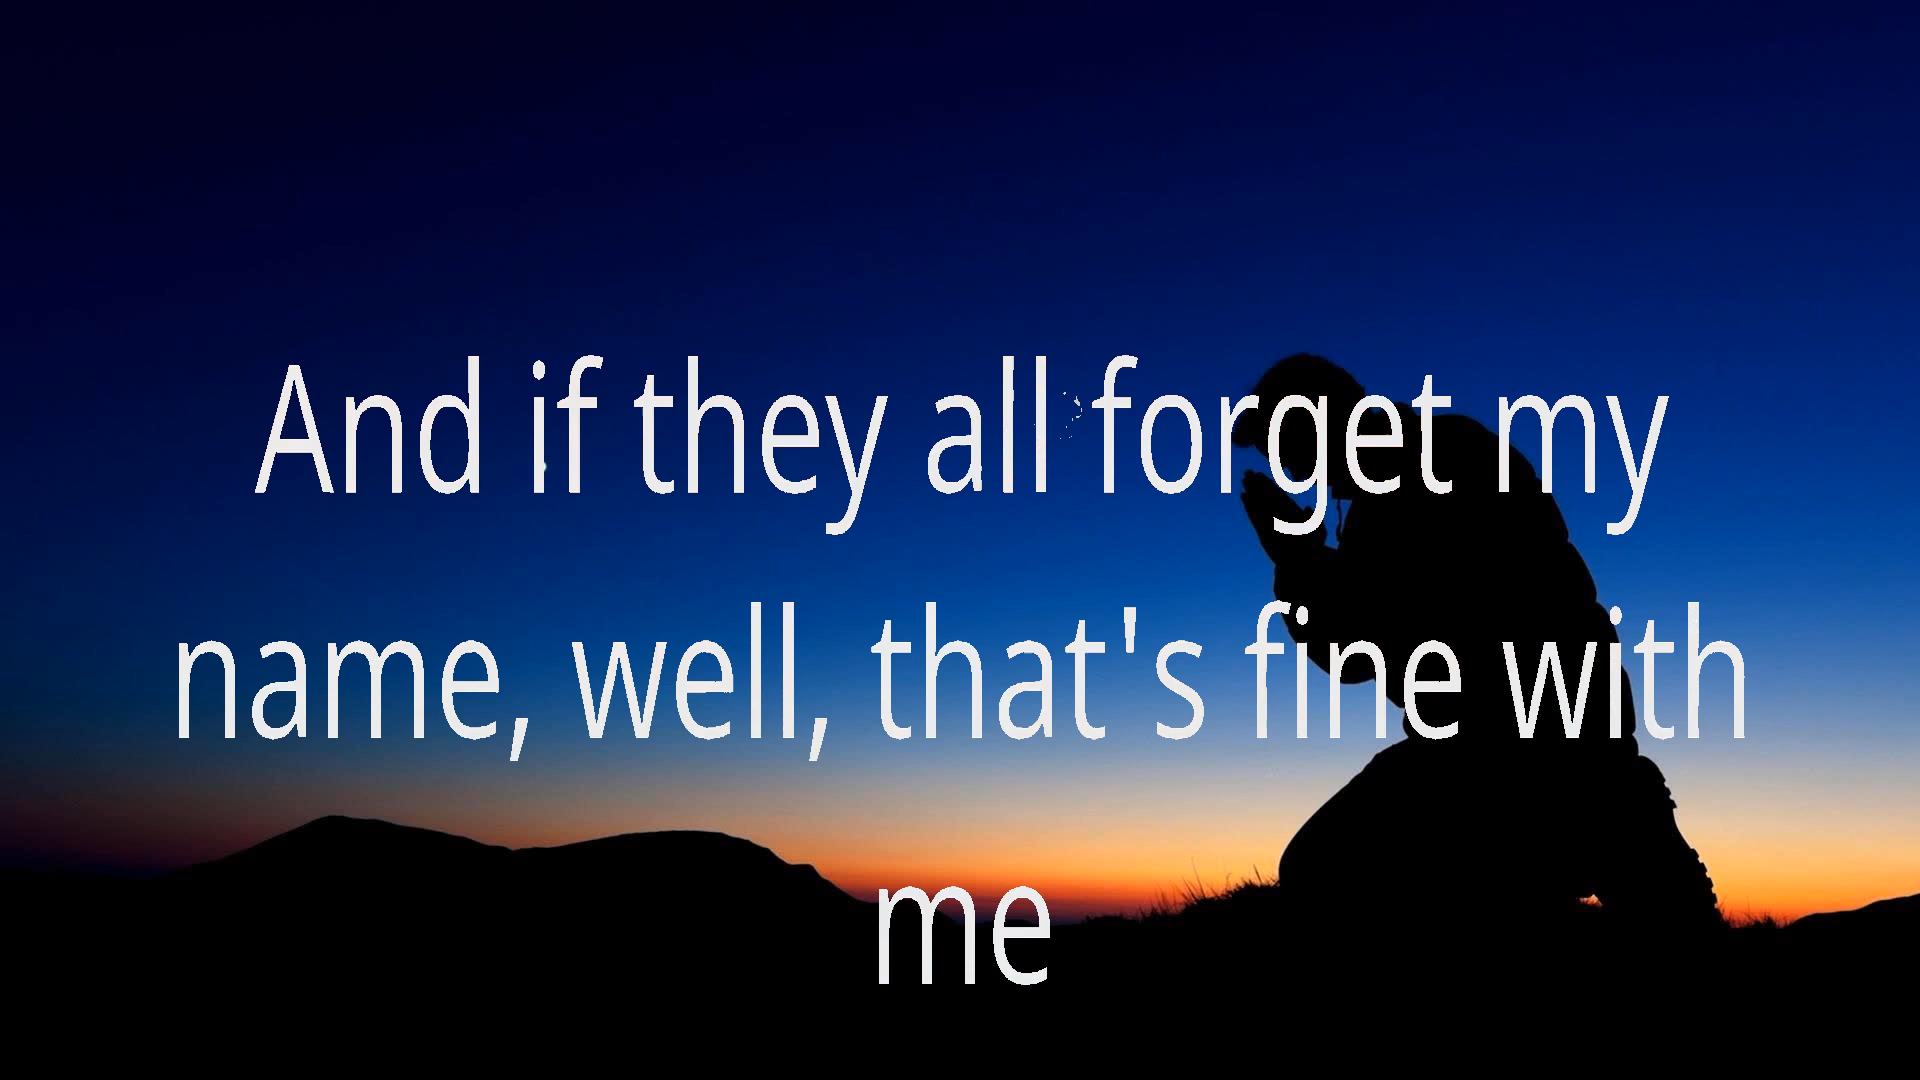 And if they all forget my
name, well, that's fine with
me